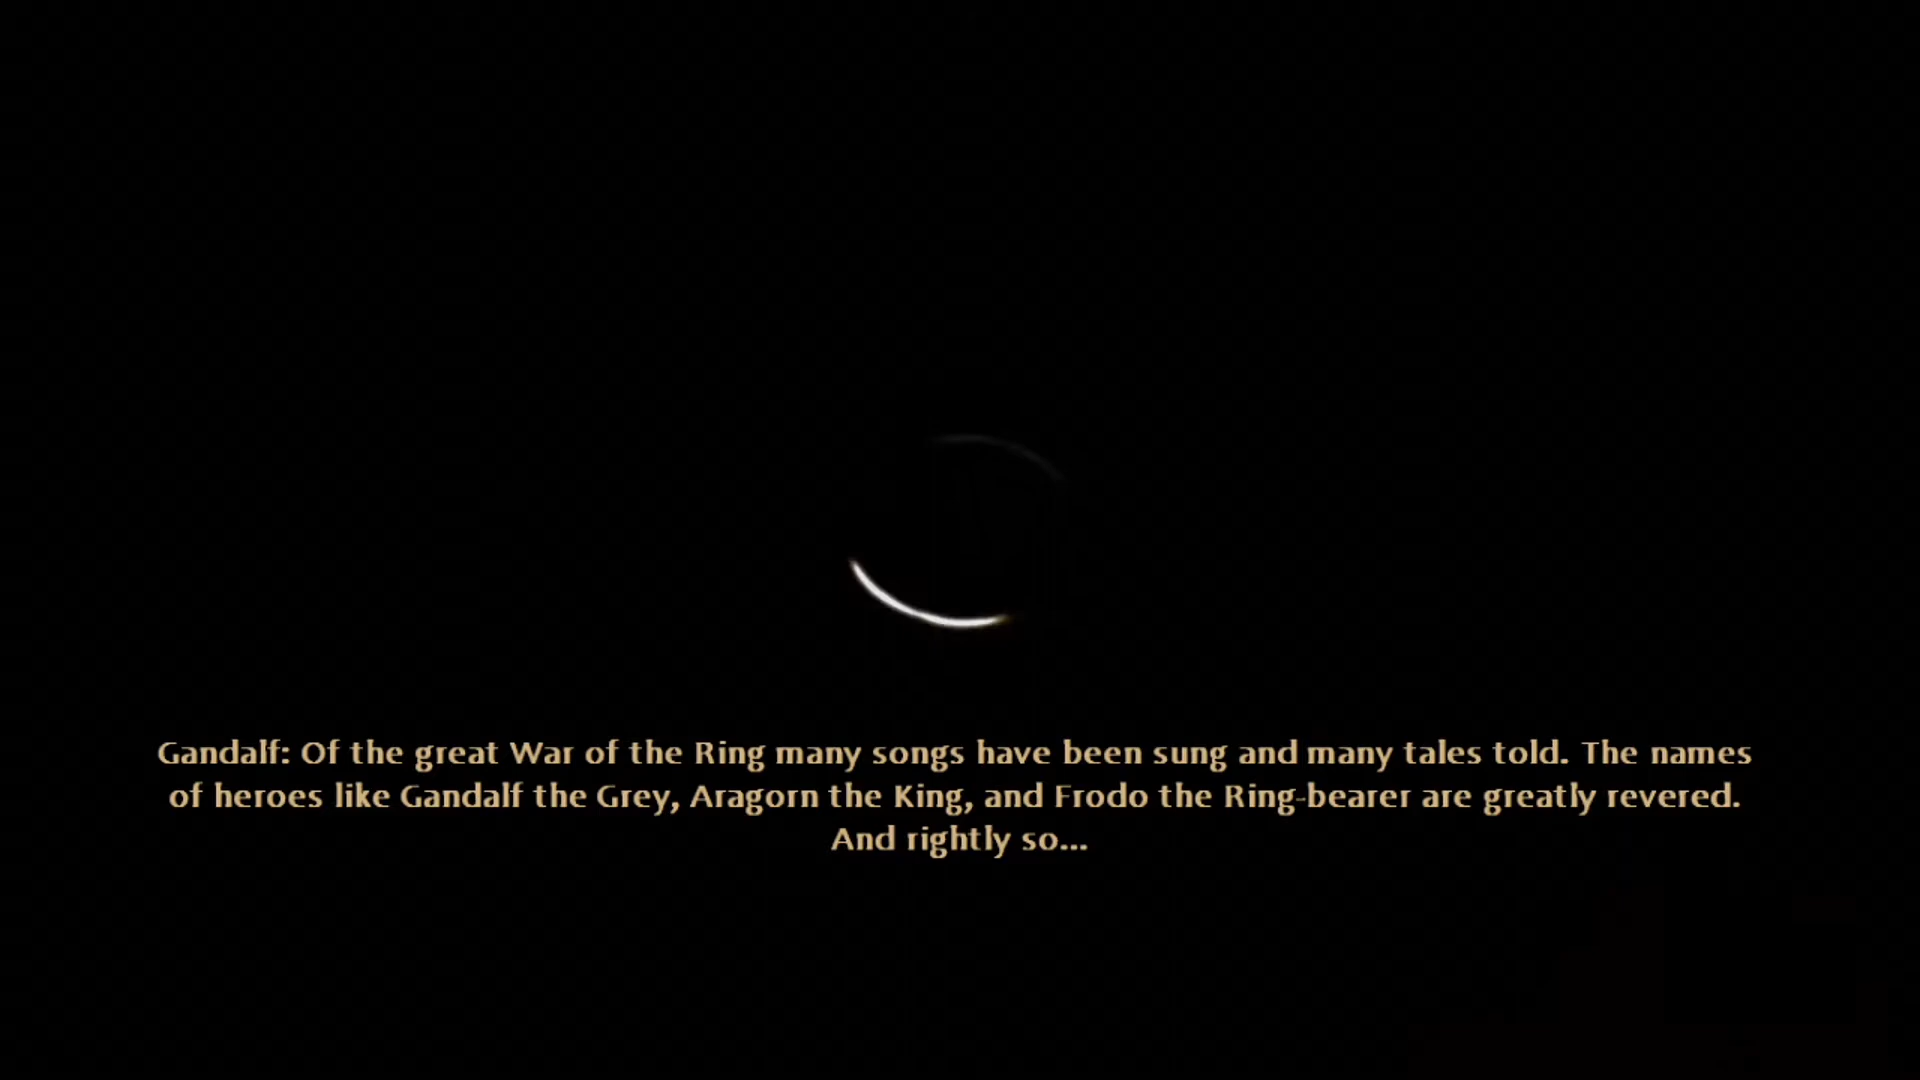 Gandalf: Of the great War of the Ring many songs have been sung and many tales told. The names
of heroes like Gandalf the Grey, Aragorn the King, and Frodo the Ring-bearer are greatly revered.
And rightly so...